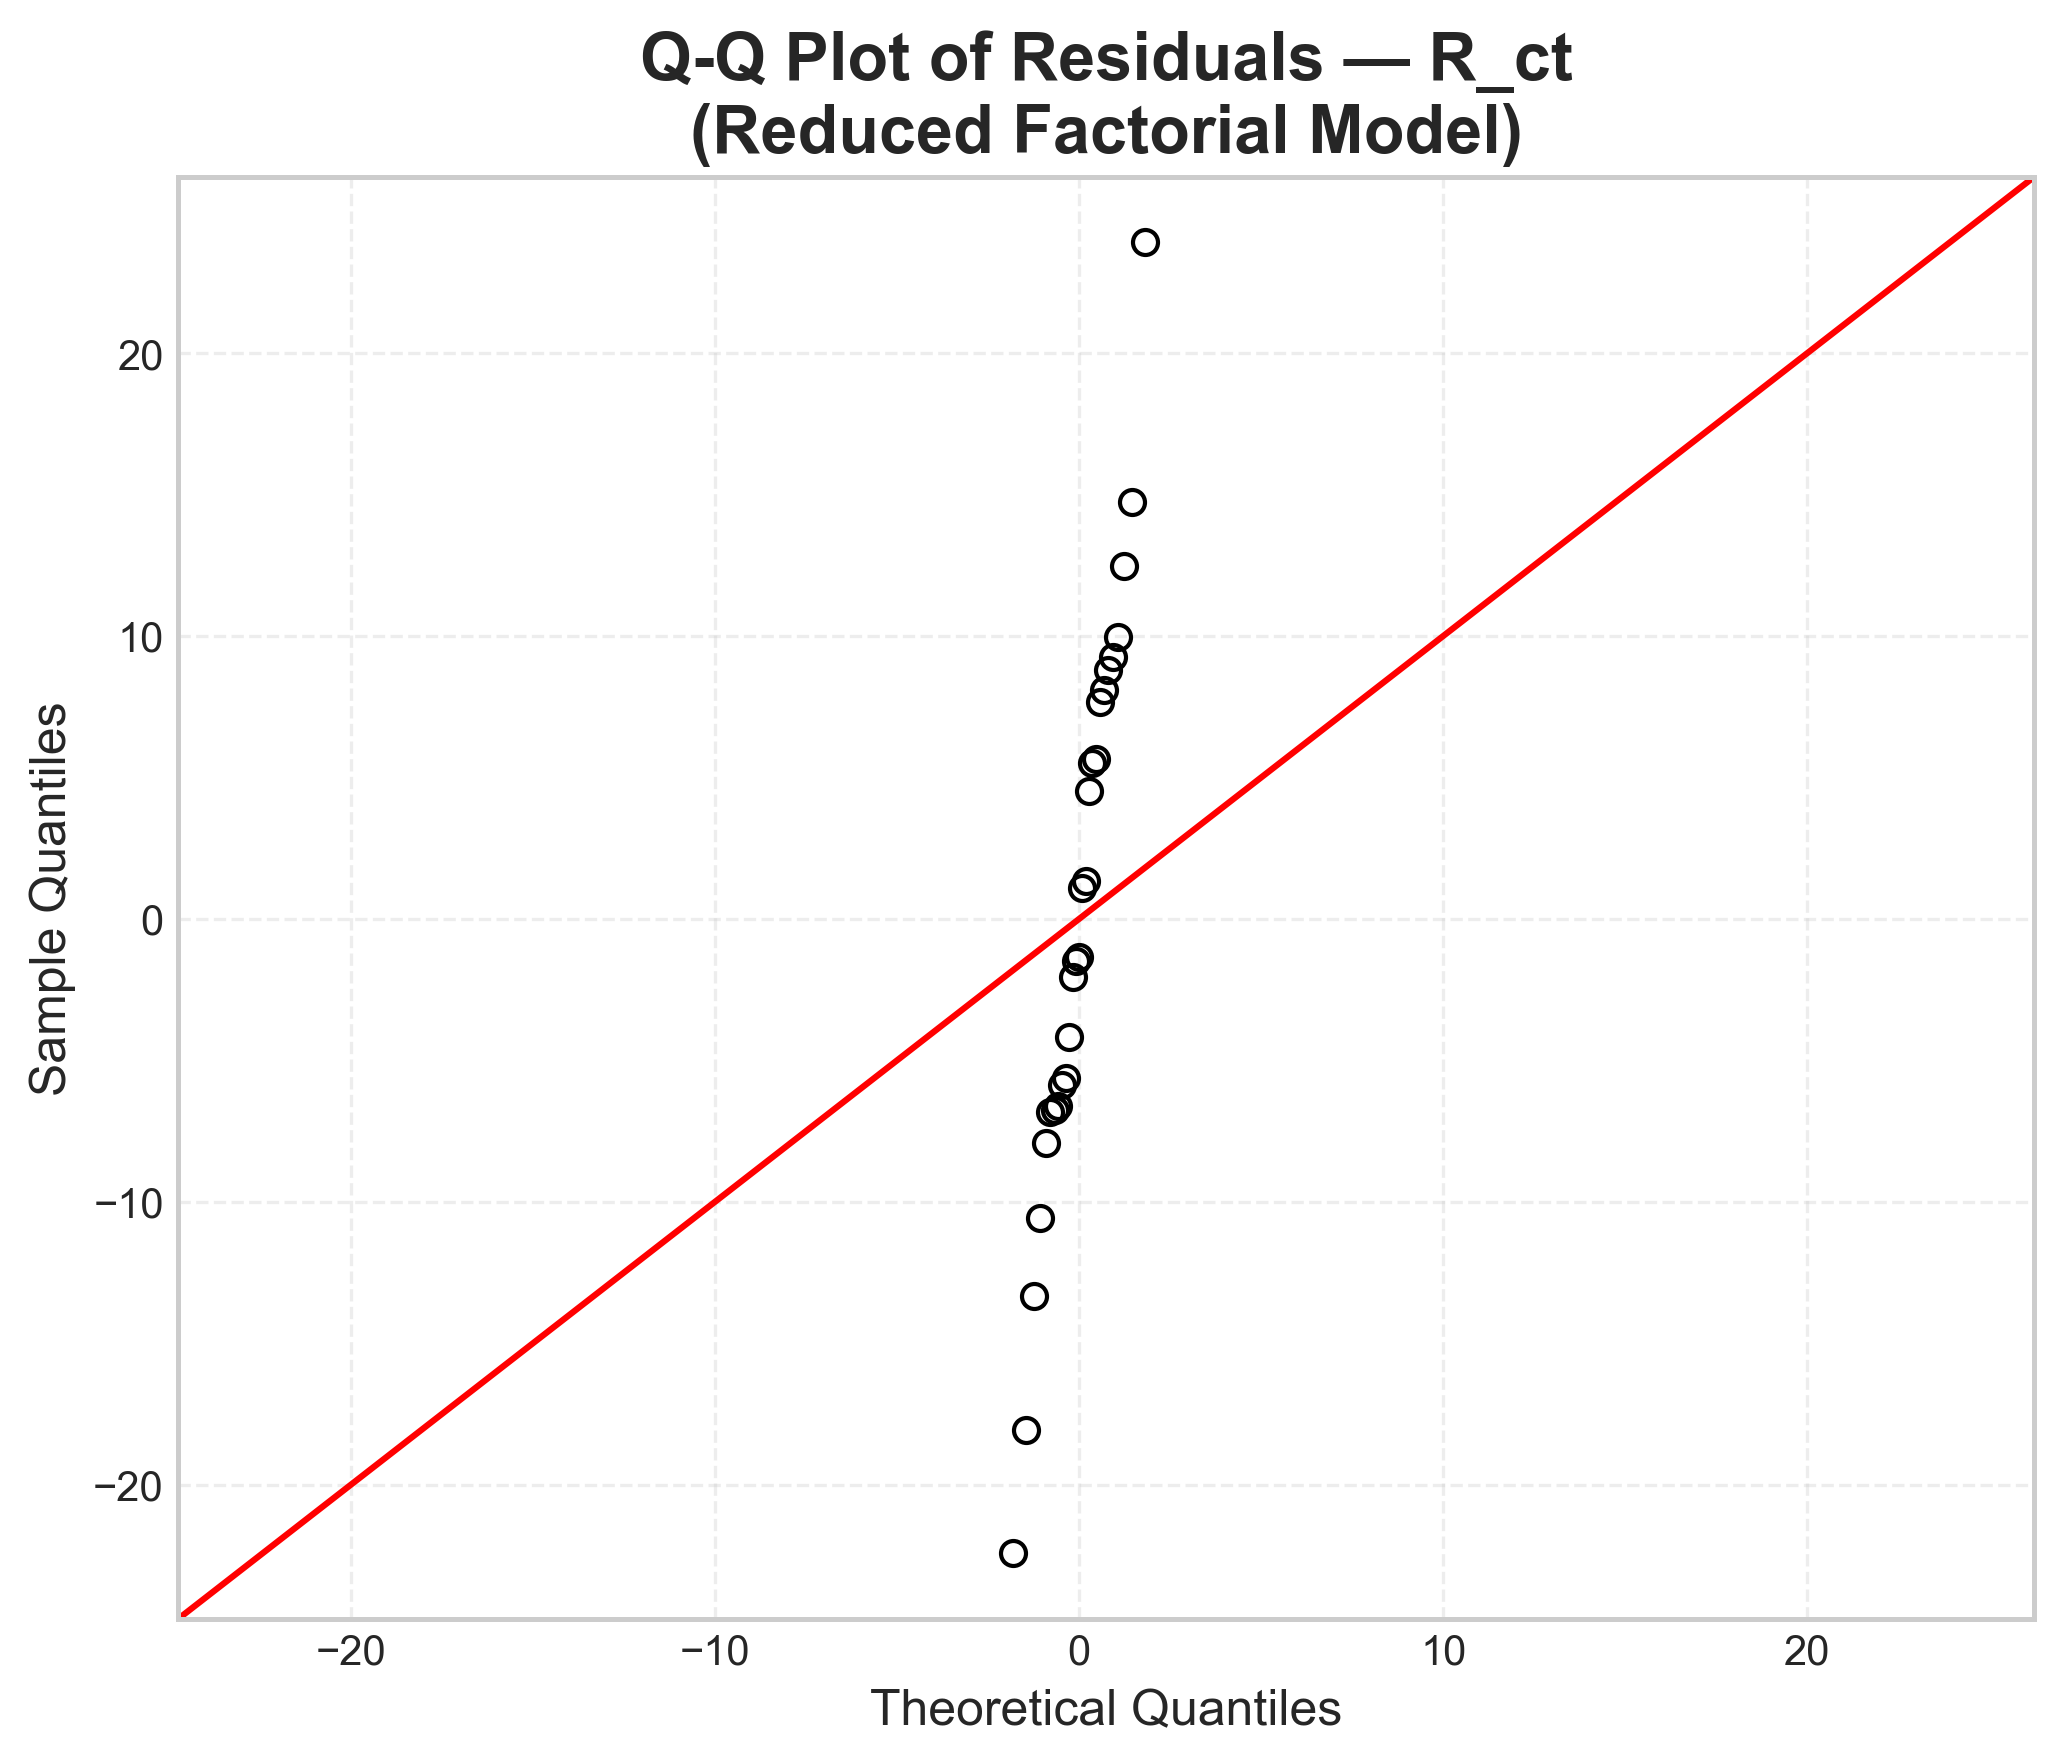 Q-Q Plot of Residuals — R_ct
(Reduced Factorial Model)
20
10
0
−10
−20
Sample Quantiles
−20
−10
0
10
20
Theoretical Quantiles